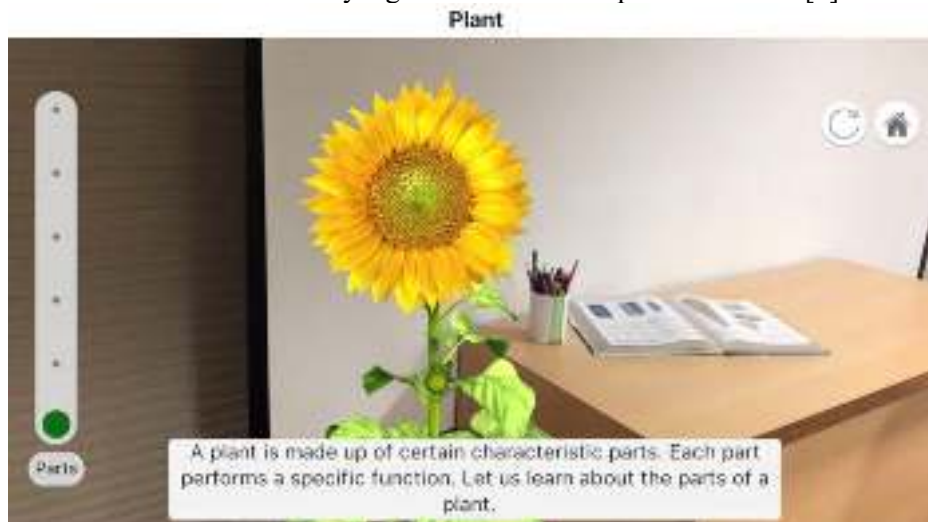 Plant
Parts
A plant is made up of certain characteristic parts. Each part
performs a specific function. Let us learn about the parts of a
plant.